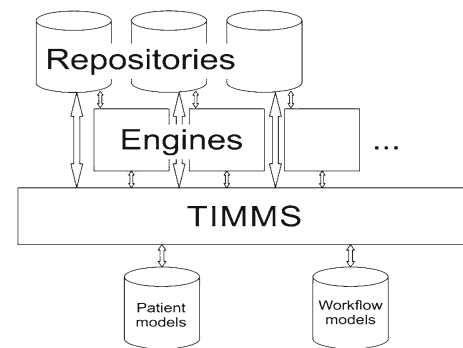 Repositories
Engines
...
TIMMS
Patient
models
Workflow
models